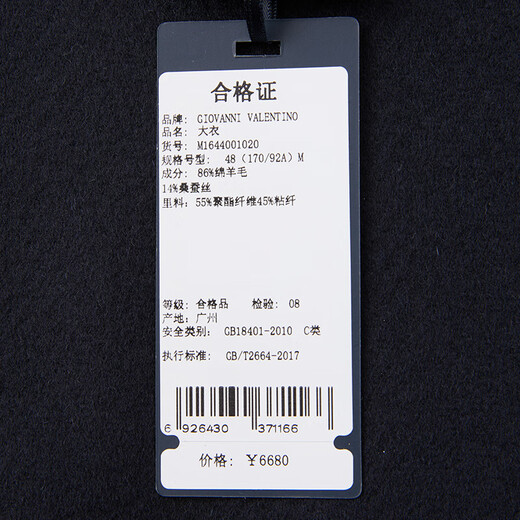 合格证
品牌: GIOVANNI VALENTINO
品名: 大衣
货号: M1644001020
规格号型: 48 (170/92A) M
成分: 86%绵羊毛
14%桑蚕丝
里料: 55%聚酯纤维45%粘纤
等级: 合格品 检验: 08
产地: 广州
安全类别: GB18401-2010 C类
执行标准: GB/T2664-2017
6 926430 371166
价格: ￥6680